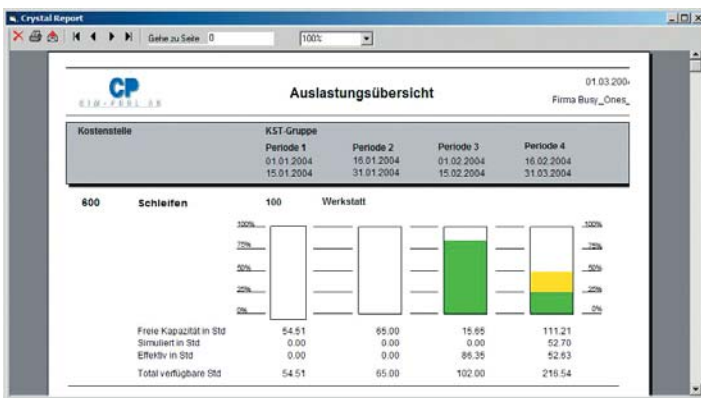 Crystal Report
Gehe zu Seite 0 100%
CP
Auslastungsübersicht
01.03.200
Firma Busy_Ones_
Kostenstelle KST-Gruppe
Periode 1 Periode 2 Periode 3 Periode 4
01.01.2004 16.01.2004 01.02.2004 16.02.2004
15.01.2004 31.01.2004 15.02.2004 31.03.2004
600 Schleifen 100 Werkstatt
100% 100%
75% 75%
50% 50%
25% 25%
0% 0%
Freie Kapazität in Std 54.51 65.00 15.65 111.21
Simuliert in Std 0.00 0.00 0.00 52.70
Effektiv in Std 0.00 0.00 86.35 52.63
Total verfügbare Std 54.51 65.00 102.00 216.54